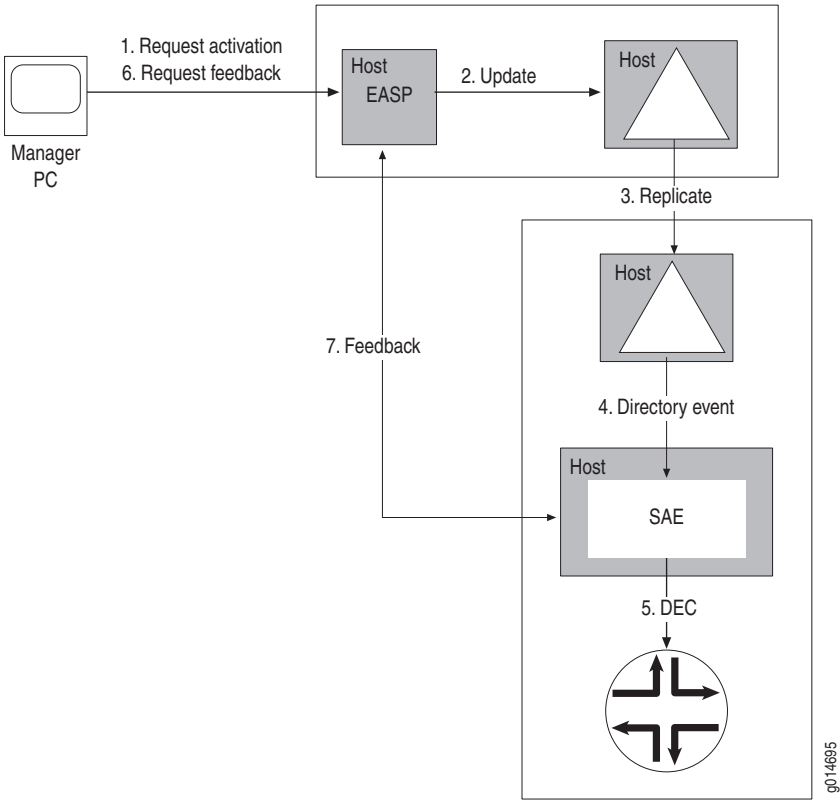 1. Request activation
6. Request feedback
Host
EASP
2. Update
Host
Manager
PC
3. Replicate
Host
7. Feedback
4. Directory event
Host
SAE
5. DEC
g014695